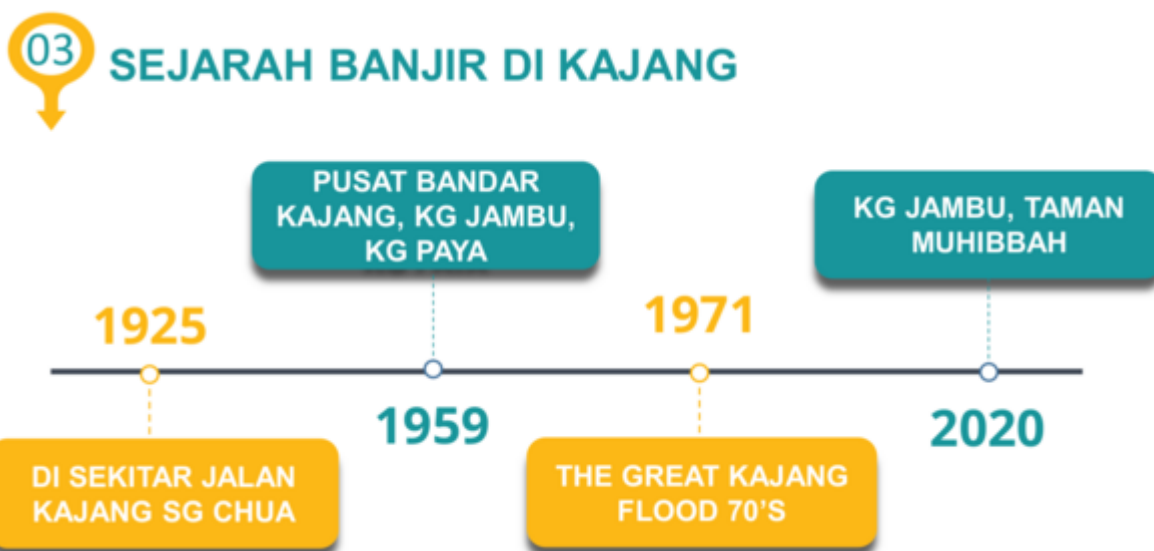 03
SEJARAH BANJIR DI KAJANG
PUSAT BANDAR
KAJANG, KG JAMBU,
KG PAYA
KG JAMBU, TAMAN
MUHIBBAH
1925
1971
1959
2020
DI SEKITAR JALAN
KAJANG SG CHUA
THE GREAT KAJANG
FLOOD 70'S